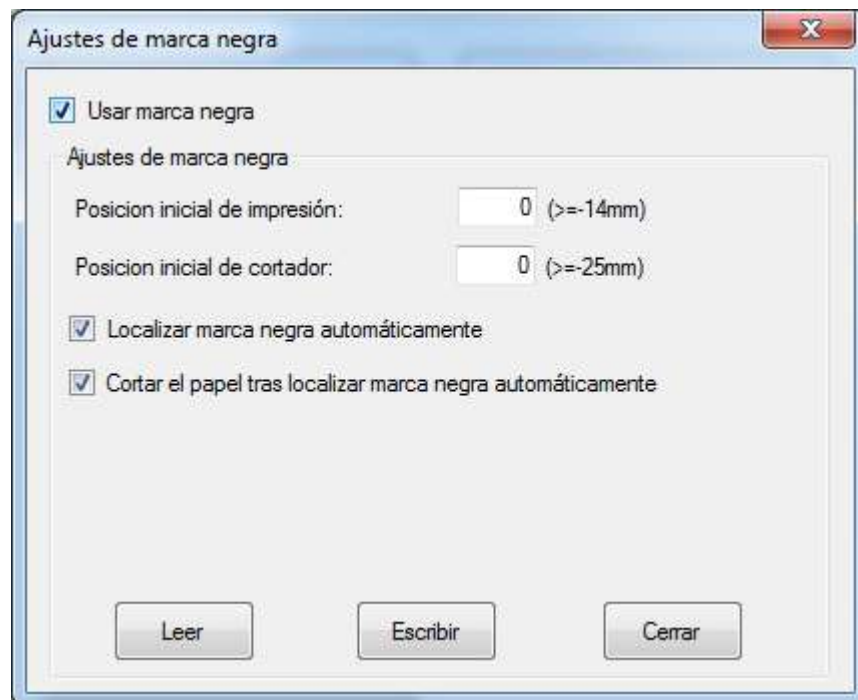 Ajustes de marca negra
Usar marca negra
Ajustes de marca negra
Posicion inicial de impresión: 0 (>=-14mm)
Posicion inicial de cortador: 0 (>=-25mm)
Localizar marca negra automáticamente
Cortar el papel tras localizar marca negra automáticamente
Leer Escribir Cerrar